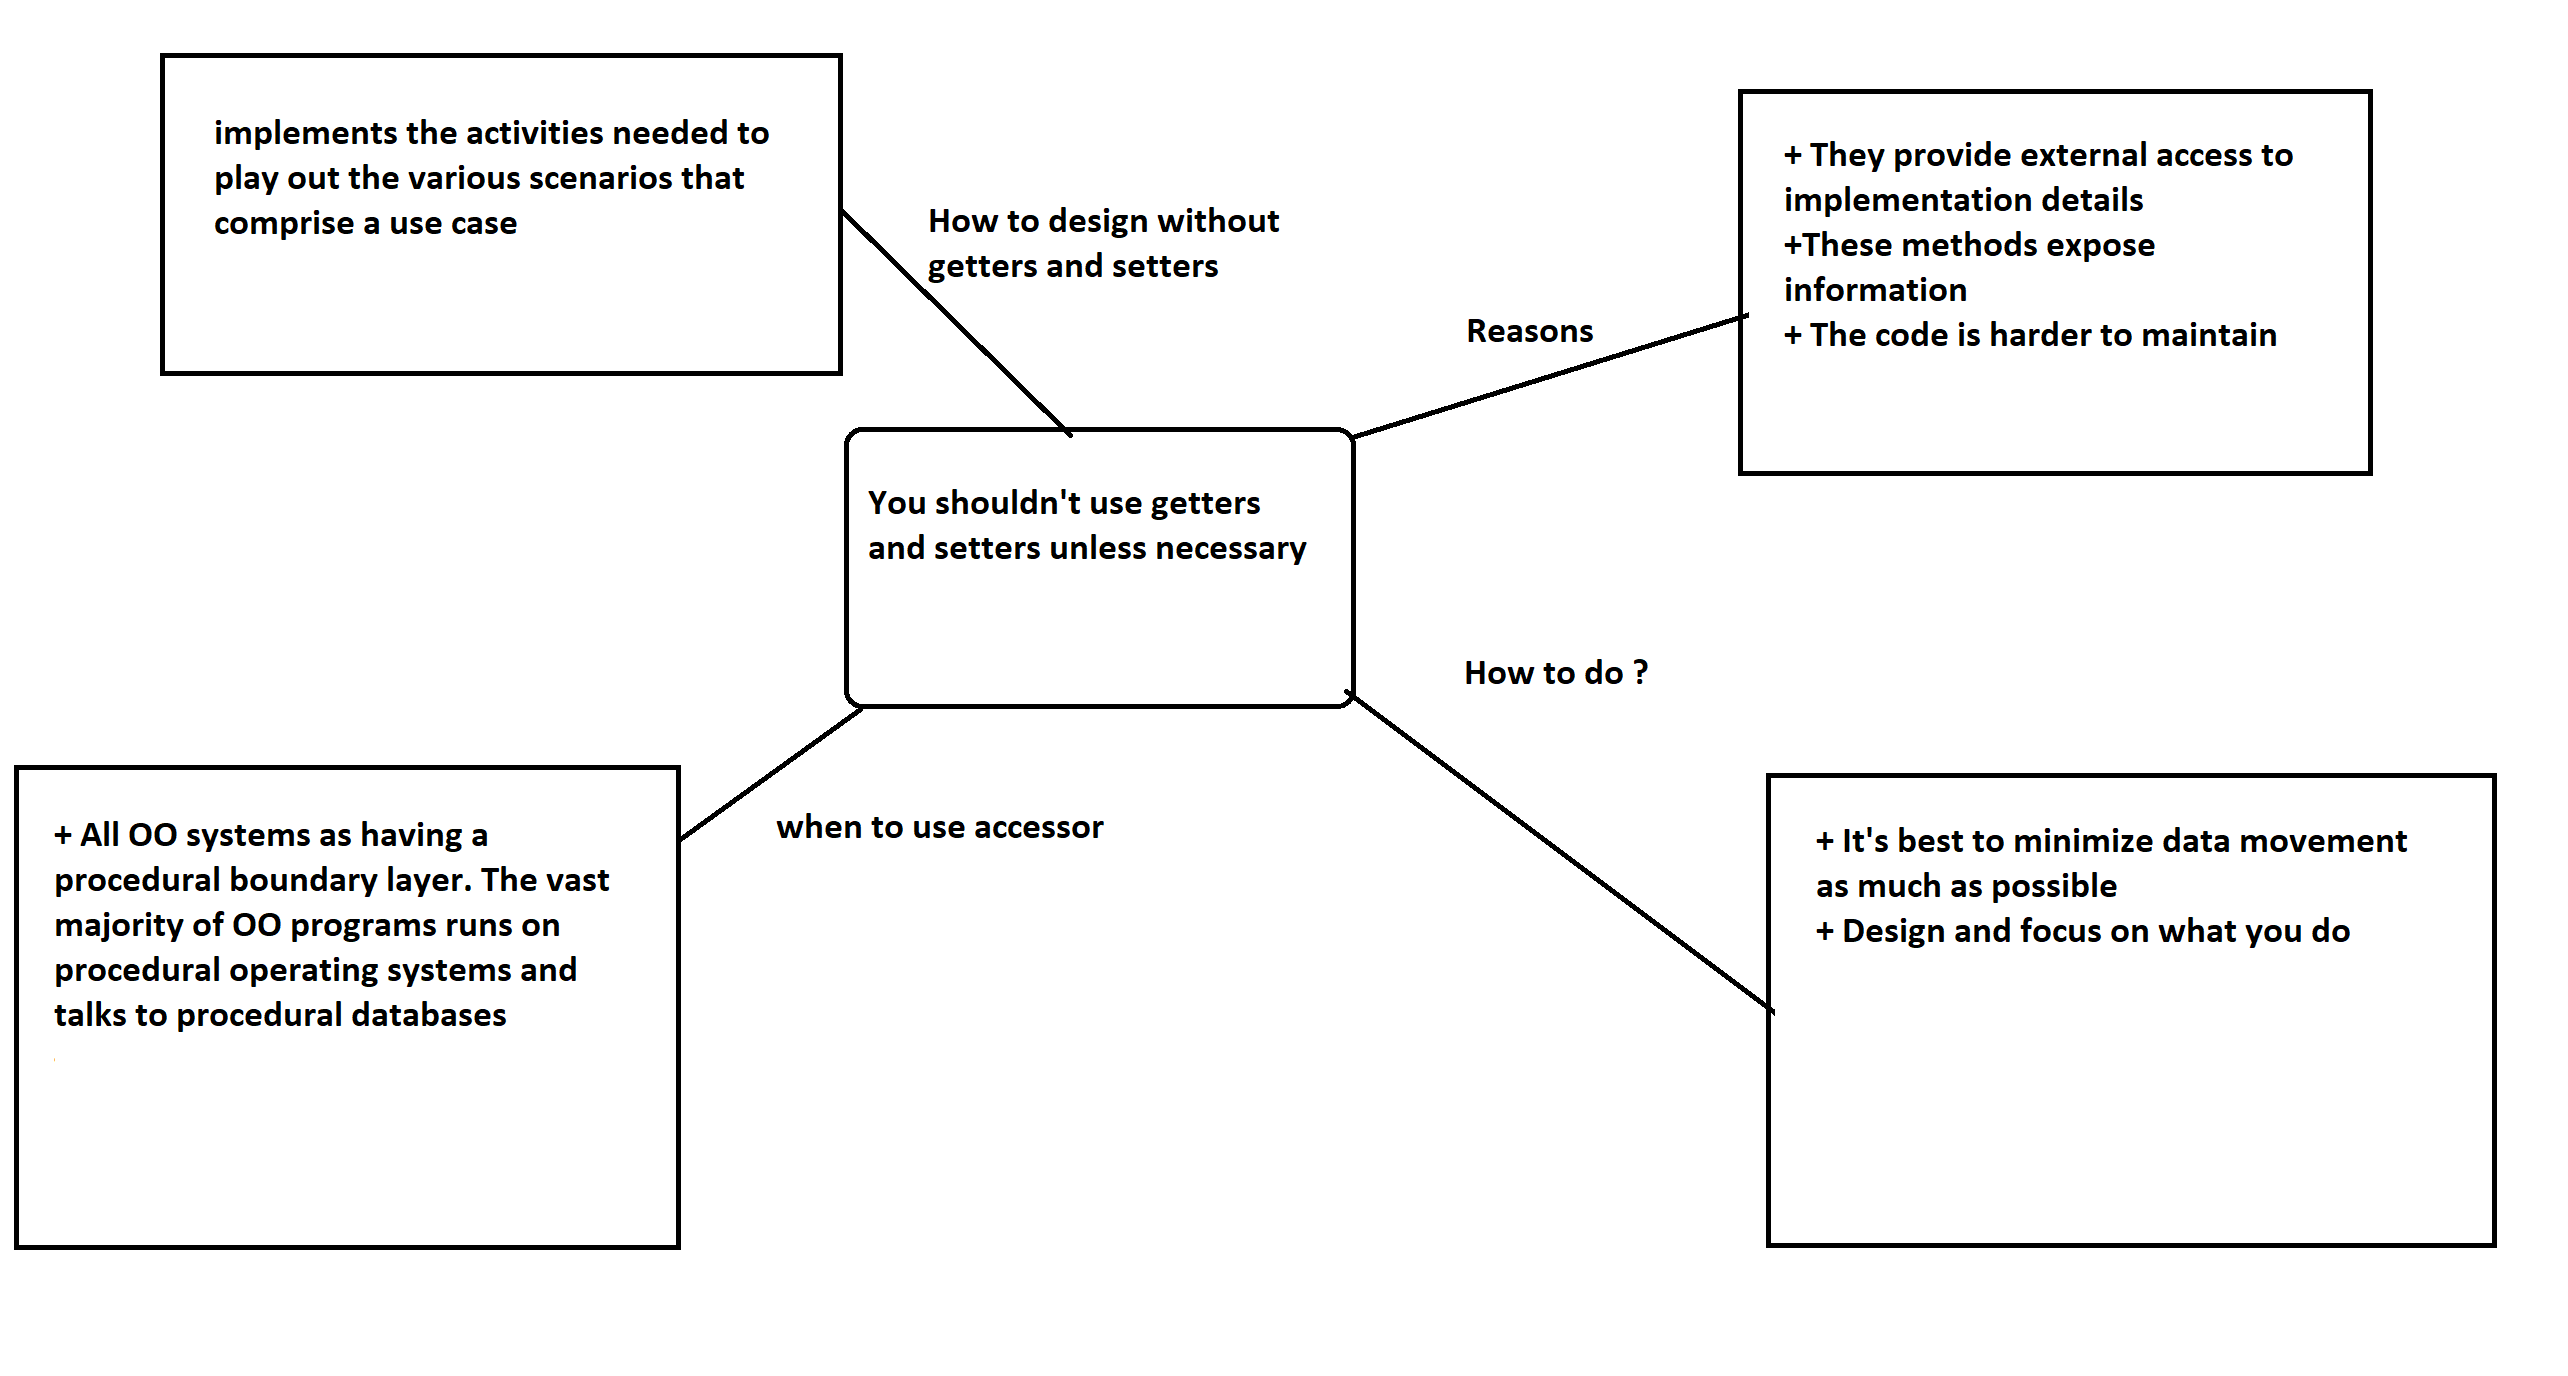 implements the activities needed to
play out the various scenarios that
comprise a use case
How to design without
getters and setters
+ They provide external access to
implementation details
+These methods expose
information
+ The code is harder to maintain
Reasons
You shouldn't use getters
and setters unless necessary
How to do ?
when to use accessor
+ All OO systems as having a
procedural boundary layer. The vast
majority of OO programs runs on
procedural operating systems and
talks to procedural databases
+ It's best to minimize data movement
as much as possible
+ Design and focus on what you do